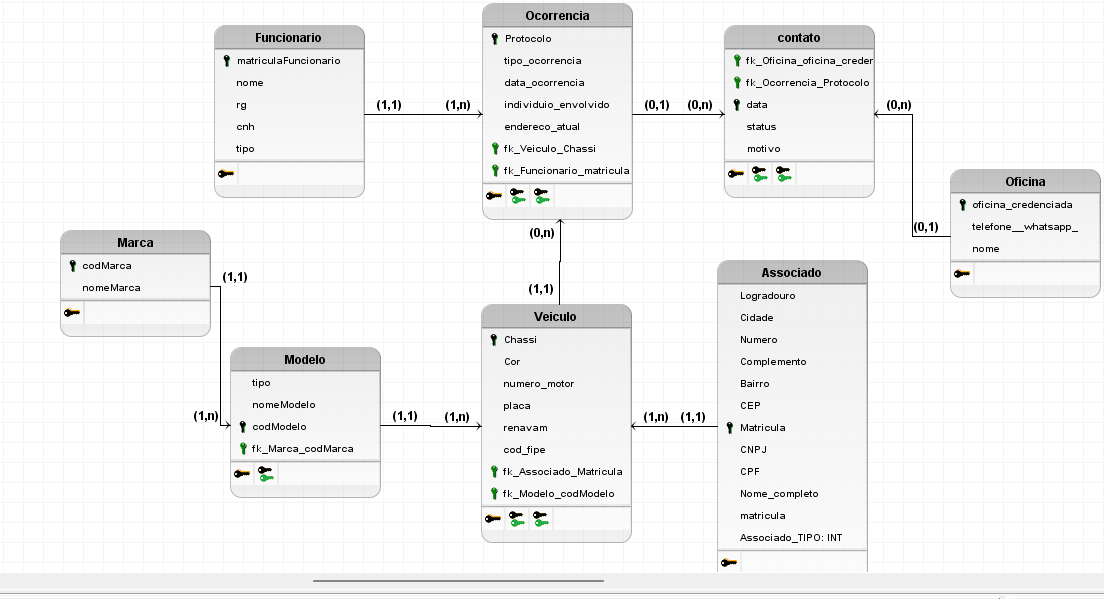 Funcionario
matriculaFuncionario
nome
rg
cnh
tipo
(1,1)
(1,n)
Ocorrencia
Protocolo
tipo_ocorrencia
data_ocorrencia
individuio_envolvido
endereco_atual
fk_Veiculo_Chassi
fk_Funcionario_matricula
(0,1)
(0,n)
contato
fk_Oficina_oficina_creder
fk_Ocorrencia_Protocolo
data
status
motivo
(0,n)
(0,1)
Oficina
oficina_credenciada
telefone__whatsapp_
nome
Marca
codMarca
nomeMarca
(1,1)
(1,n)
Modelo
tipo
nomeModelo
codModelo
fk_Marca_codMarca
(1,1)
(1,n)
(0,n)
(1,1)
Veiculo
Chassi
Cor
numero_motor
placa
renavam
cod_fipe
fk_Associado_Matricula
fk_Modelo_codModelo
(1,n)
(1,1)
Associado
Logradouro
Cidade
Numero
Complemento
Bairro
CEP
Matricula
CNPJ
CPF
Nome_completo
matricula
Associado_TIPO: INT